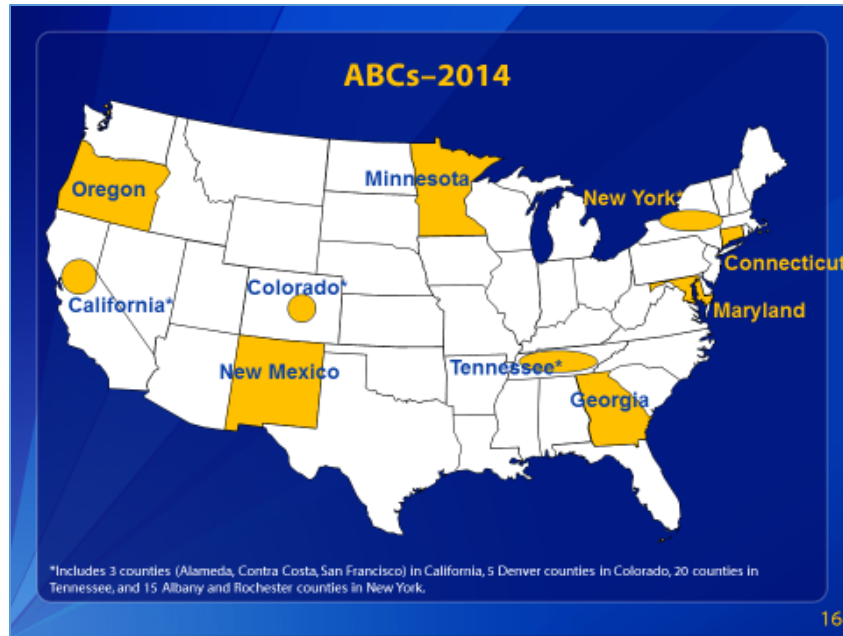 ABCs–2014
Minnesota
Oregon
New York*
Connecticut
California*
Colorado*
Maryland
New Mexico
Tennessee*
Georgia
*Includes 3 counties (Alameda, Contra Costa, San Francisco) in California, 5 Denver counties in Colorado, 20 counties in
Tennessee, and 15 Albany and Rochester counties in New York.
16